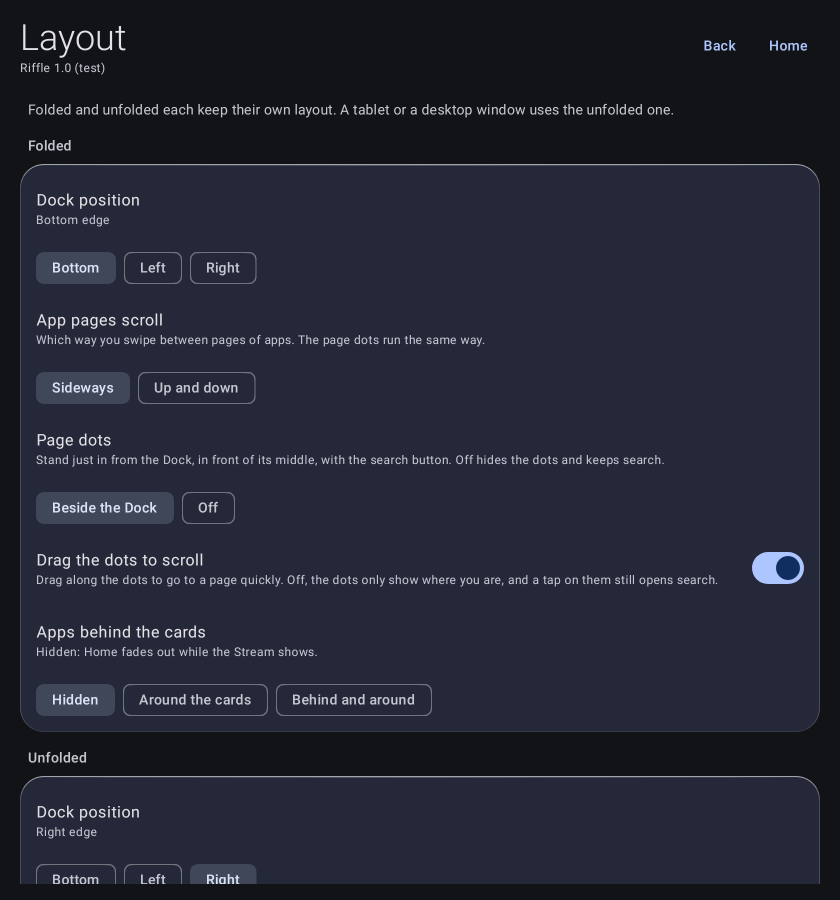 Layout
Riffle 1.0 (test)
Back
Home
Folded and unfolded each keep their own layout. A tablet or a desktop window uses the unfolded one.
Folded
Dock position
Bottom edge
Bottom
Left
Right
App pages scroll
Which way you swipe between pages of apps. The page dots run the same way.
Sideways
Up and down
Page dots
Stand just in from the Dock, in front of its middle, with the search button. Off hides the dots and keeps search.
Beside the Dock
Off
Drag the dots to scroll
Drag along the dots to go to a page quickly. Off, the dots only show where you are, and a tap on them still opens search.
Apps behind the cards
Hidden: Home fades out while the Stream shows.
Hidden
Around the cards
Behind and around
Unfolded
Dock position
Right edge
Bottom
Left
Right